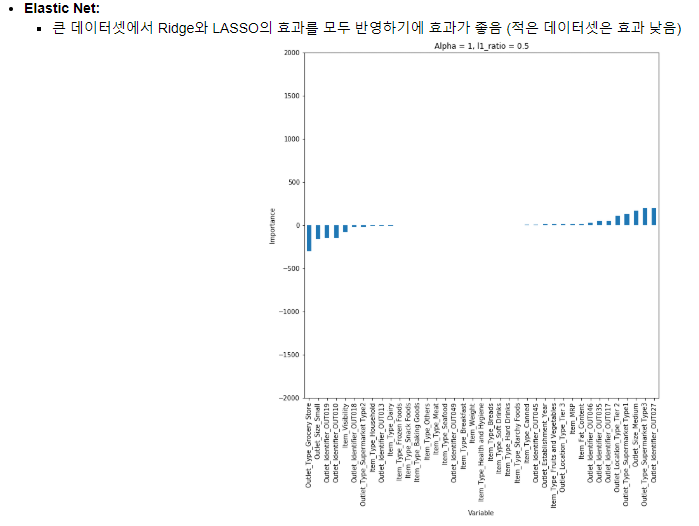 Elastic Net:
큰 데이터셋에서 Ridge와 LASSO의 효과를 모두 반영하기에 효과가 좋음 (적은 데이터셋은 효과 낮음)
Alpha = 1, l1_ratio = 0.5
2000
1500
1000
500
0
−500
−1000
−1500
−2000
Importance
Outlet_Type_Grocery Store
Outlet_Size_Small
Outlet_Identifier_OUT019
Outlet_Identifier_OUT010
Item_Visibility
Outlet_Identifier_OUT018
Outlet_Type_Supermarket Type2
Item_Type_Household
Outlet_Identifier_OUT013
Item_Type_Dairy
Item_Type_Frozen Foods
Item_Type_Snack Foods
Item_Type_Baking Goods
Item_Type_Others
Item_Type_Meat
Item_Type_Seafood
Outlet_Identifier_OUT049
Item_Type_Breakfast
Item_Weight
Item_Type_Health and Hygiene
Item_Type_Breads
Item_Type_Soft Drinks
Item_Type_Hard Drinks
Item_Type_Starchy Foods
Item_Type_Canned
Outlet_Identifier_OUT045
Outlet_Establishment_Year
Item_Type_Fruits and Vegetables
Outlet_Location_Type_Tier 3
Item_MRP
Item_Fat_Content
Outlet_Identifier_OUT046
Outlet_Identifier_OUT035
Outlet_Identifier_OUT017
Outlet_Location_Type_Tier 2
Outlet_Type_Supermarket Type1
Outlet_Size_Medium
Outlet_Type_Supermarket Type3
Outlet_Identifier_OUT027
Variable